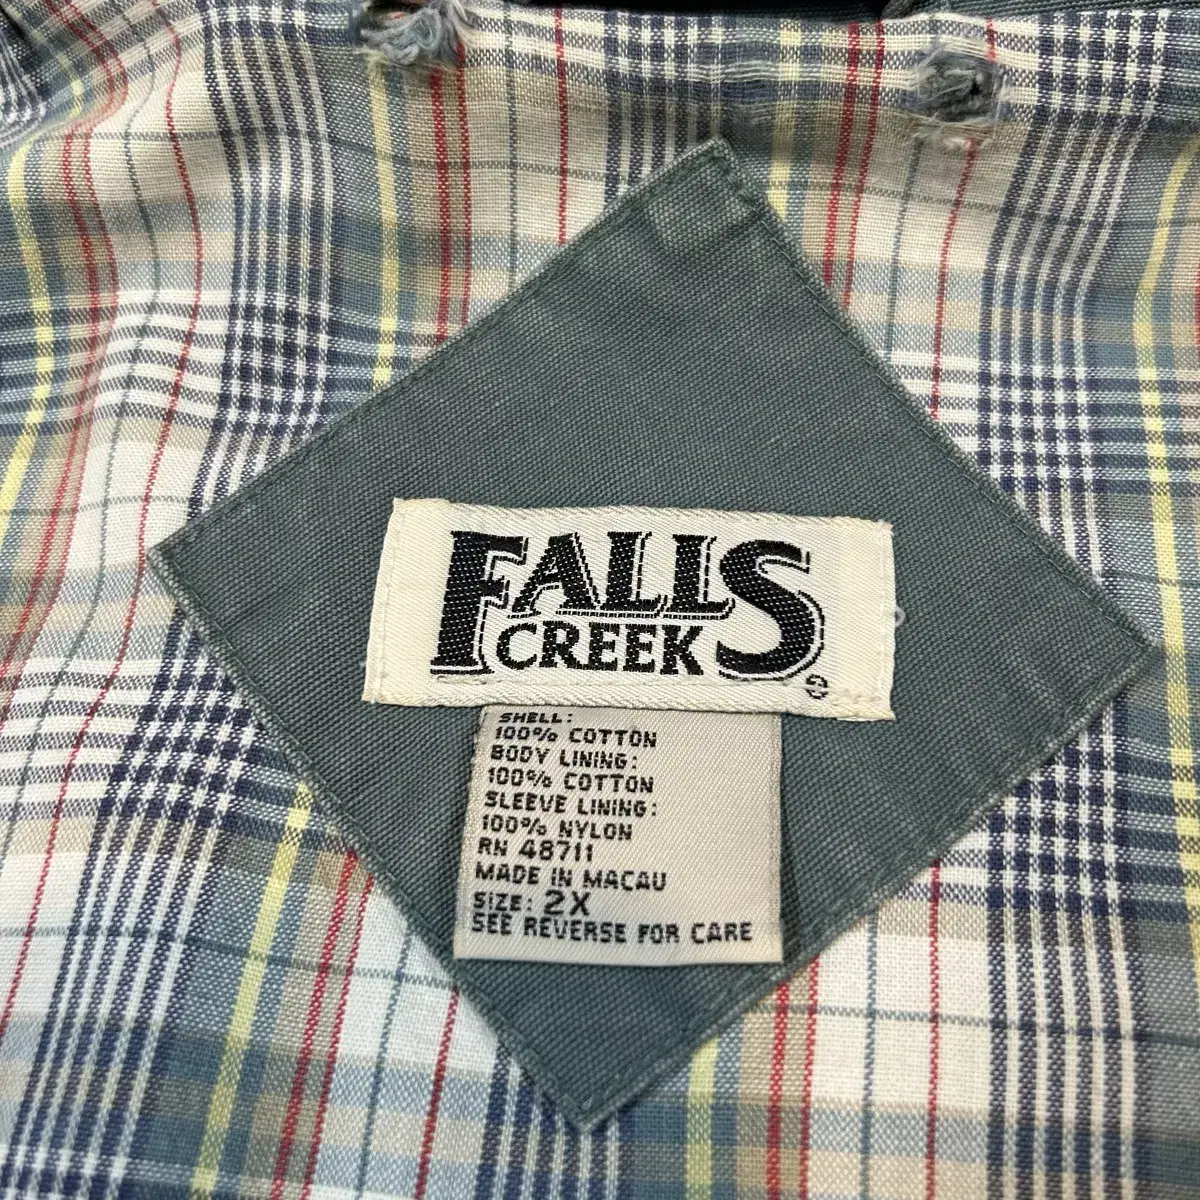 FALLS
CREEK
®
SHELL:
100% COTTON
BODY LINING:
100% COTTON
SLEEVE LINING:
100% NYLON
RN 48711
MADE IN MACAU
SIZE: 2X
SEE REVERSE FOR CARE